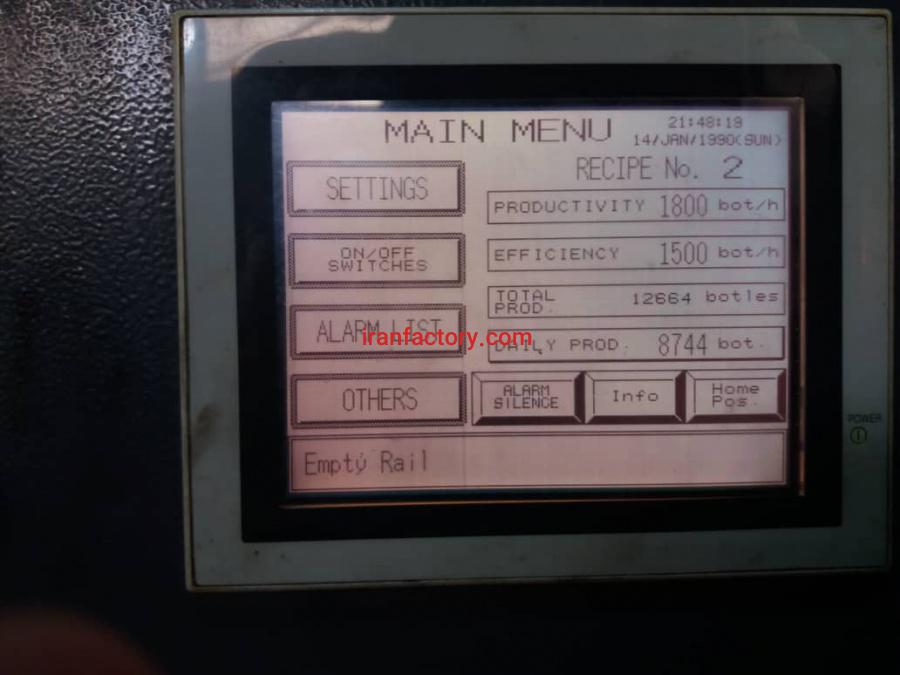 MAIN MENU
21:48:19
14/JAN/1990(SUN)
RECIPE No. 2
SETTINGS
PRODUCTIVITY 1800 bot/h
ON/OFF
SWITCHES
EFFICIENCY 1500 bot/h
TOTAL
PROD. 12664 botles
ALARM LIST
iranfactory.com
DAILY PROD. 8744 bot.
OTHERS
ALARM
SILENCE
Info
Home
Pos.
Empty Rail
POWER